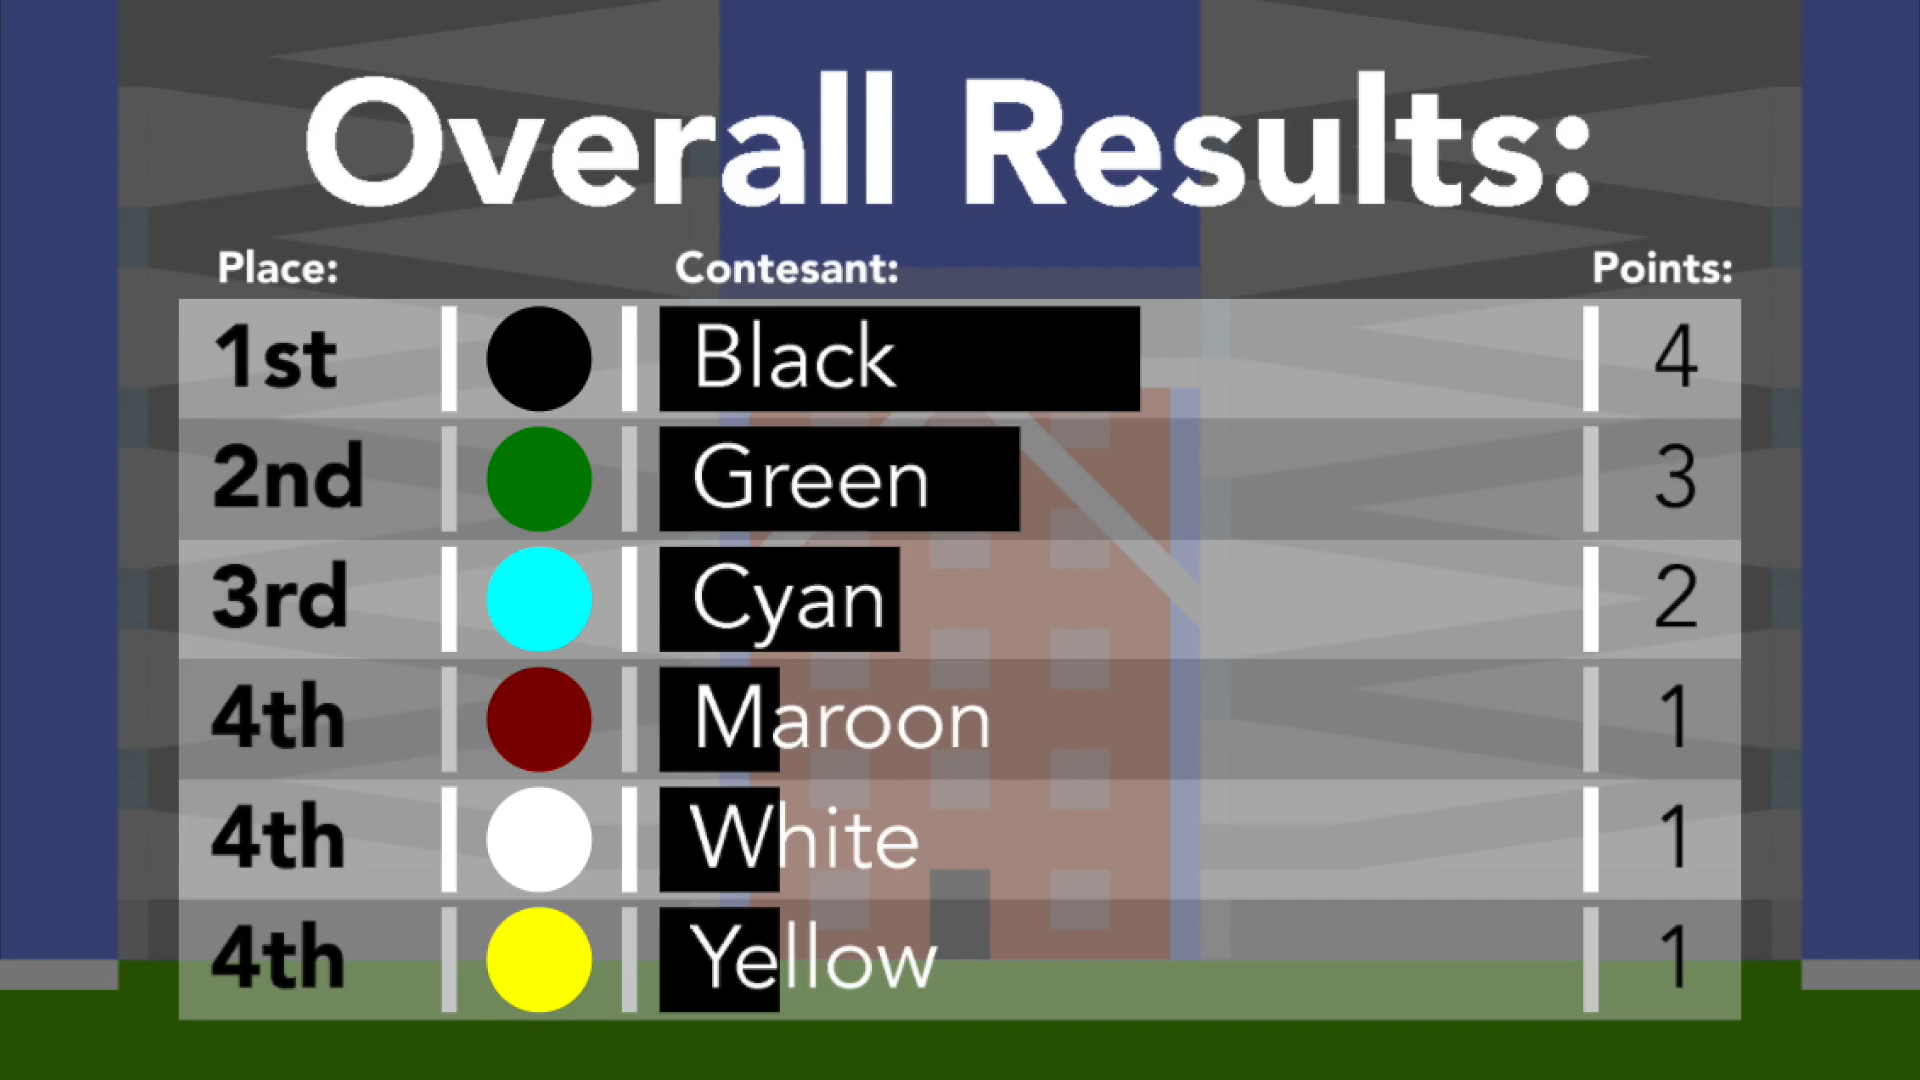 Overall Results:
Place: Contesant: Points:
1st Black 4
2nd Green 3
3rd Cyan 2
4th Maroon 1
4th White 1
4th Yellow 1